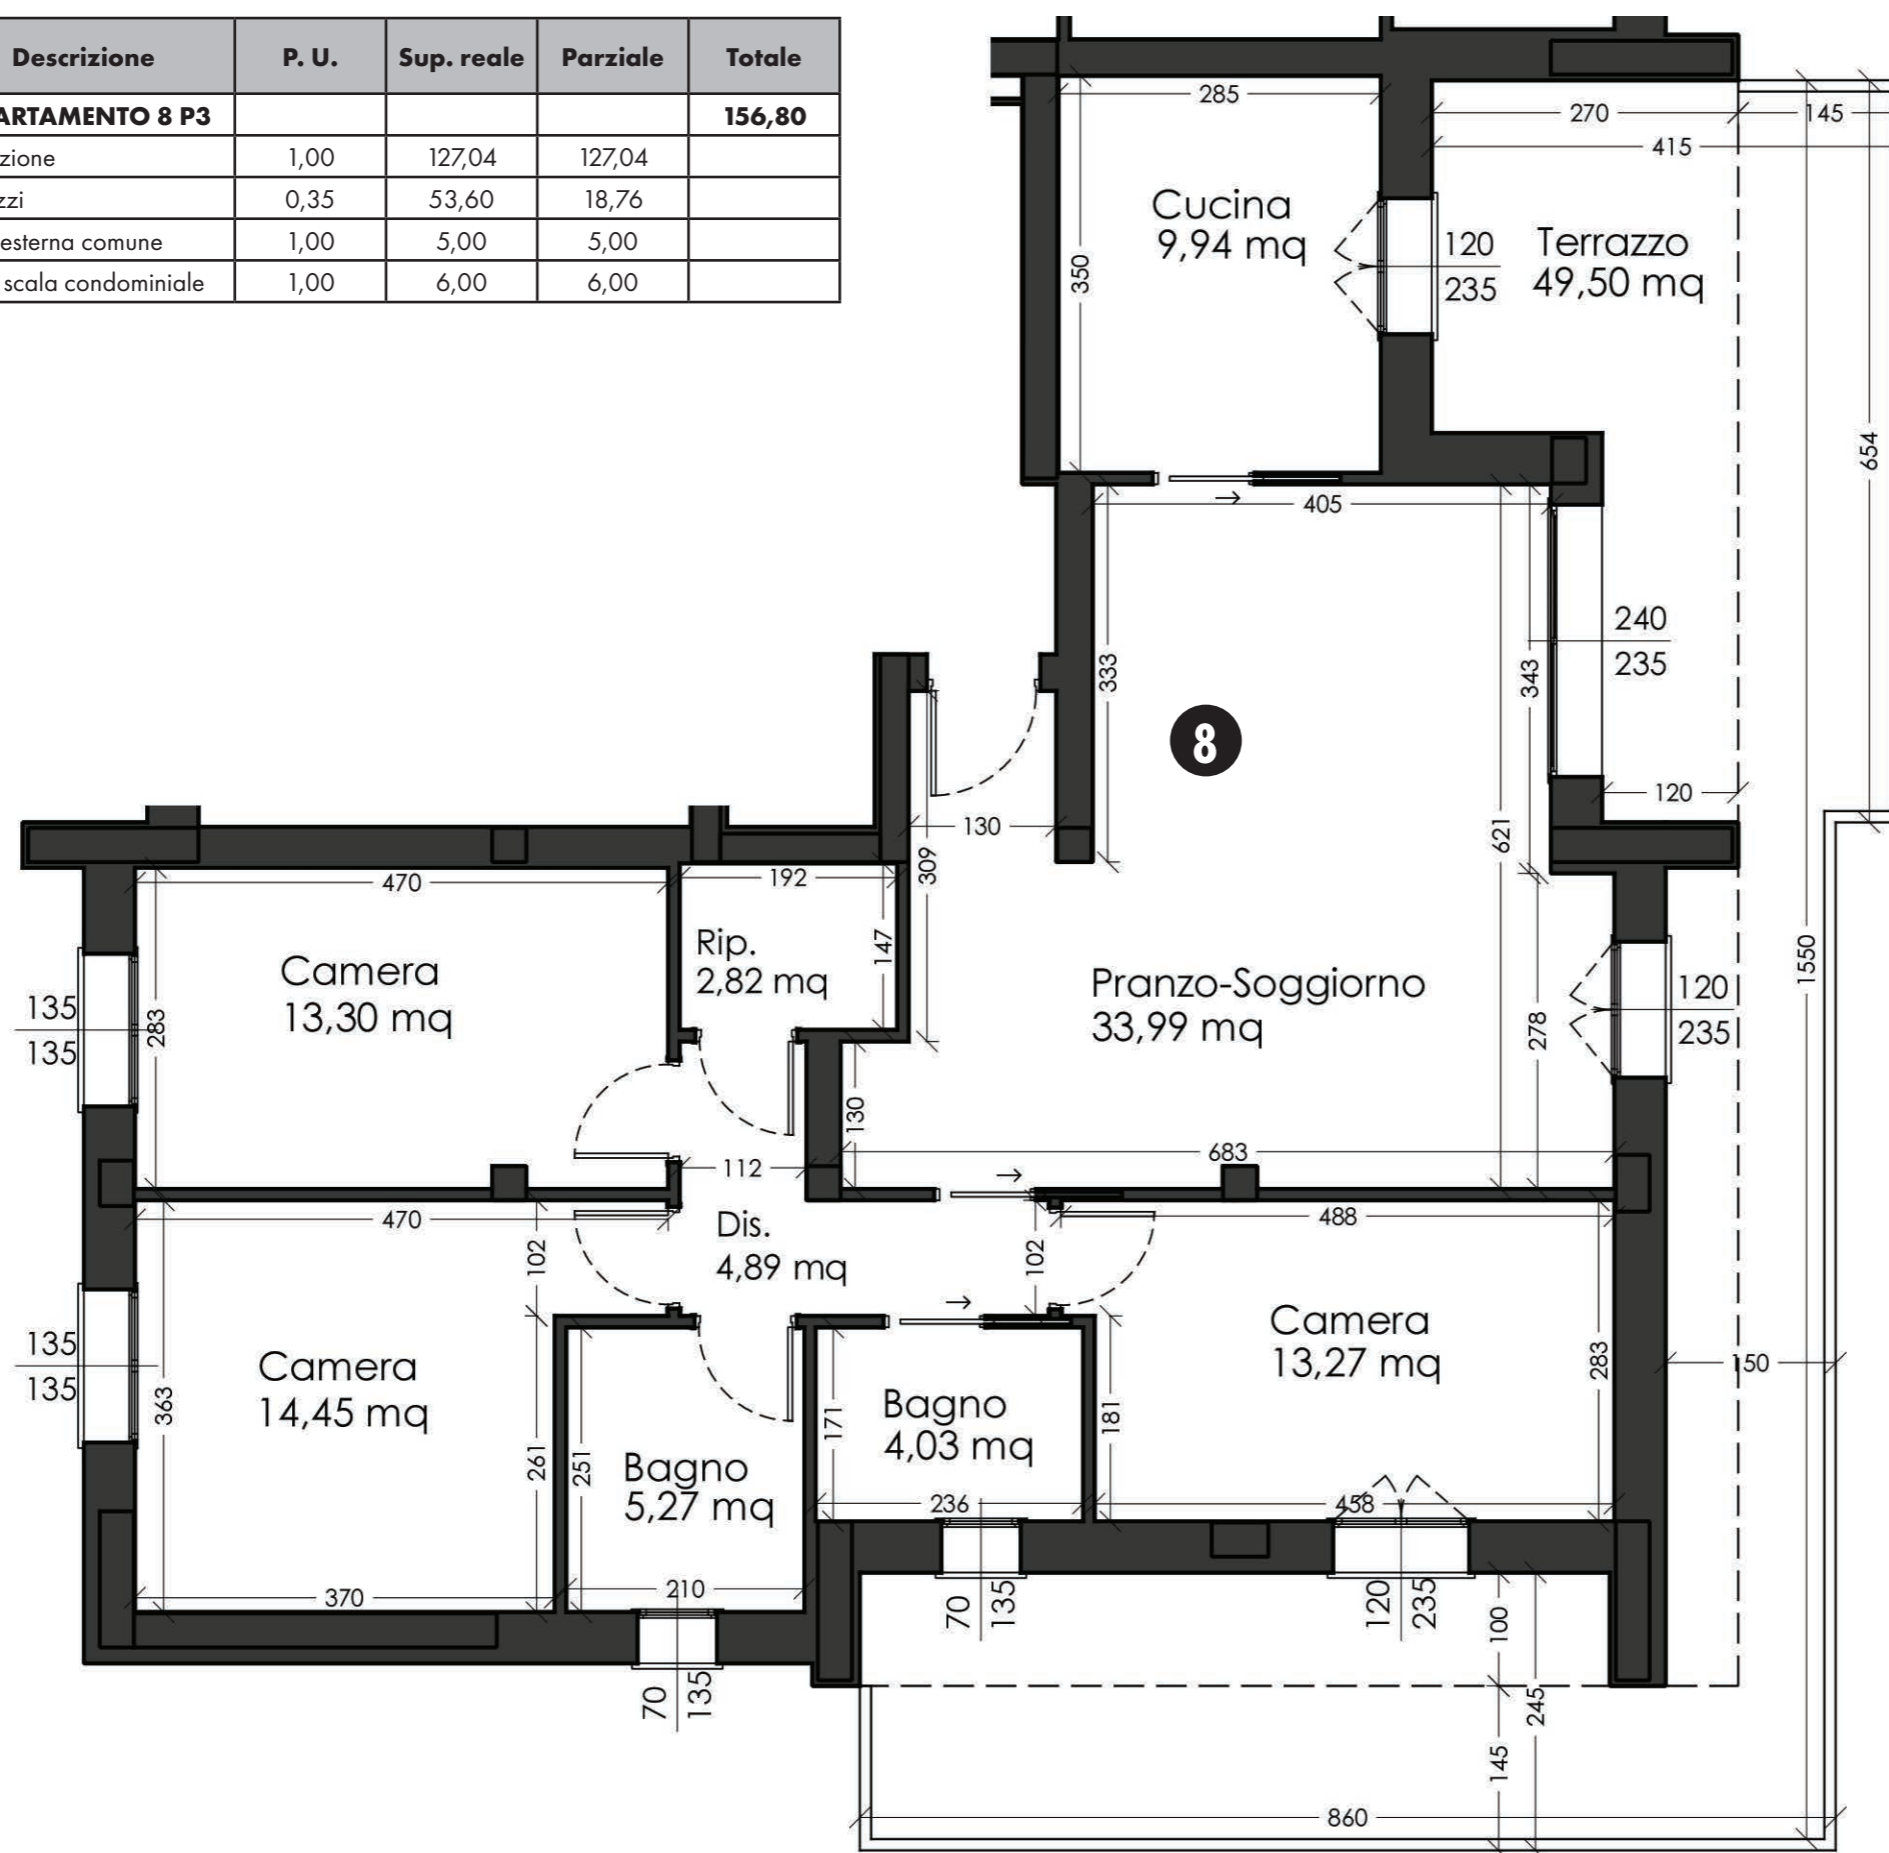 Descrizione P. U. Sup. reale Parziale Totale
ARTAMENTO 8 P3 156,80
zione 1,00 127,04 127,04
zzi 0,35 53,60 18,76
esterna comune 1,00 5,00 5,00
scala condominiale 1,00 6,00 6,00
285
270
145
415
Cucina
9,94 mq
350
120
235
Terrazzo
49,50 mq
654
405
333
343
240
235
8
120
130
309
621
470
192
147
283
135
135
Camera
13,30 mq
Rip.
2,82 mq
Pranzo-Soggiorno
33,99 mq
278
120
235
1550
130
683
112
470
102
Dis.
4,89 mq
102
488
135
135
Camera
14,45 mq
363
261
251
Bagno
5,27 mq
171
Bagno
4,03 mq
181
Camera
13,27 mq
283
150
236
458
370
210
70
135
70
135
120
235
100
245
145
860